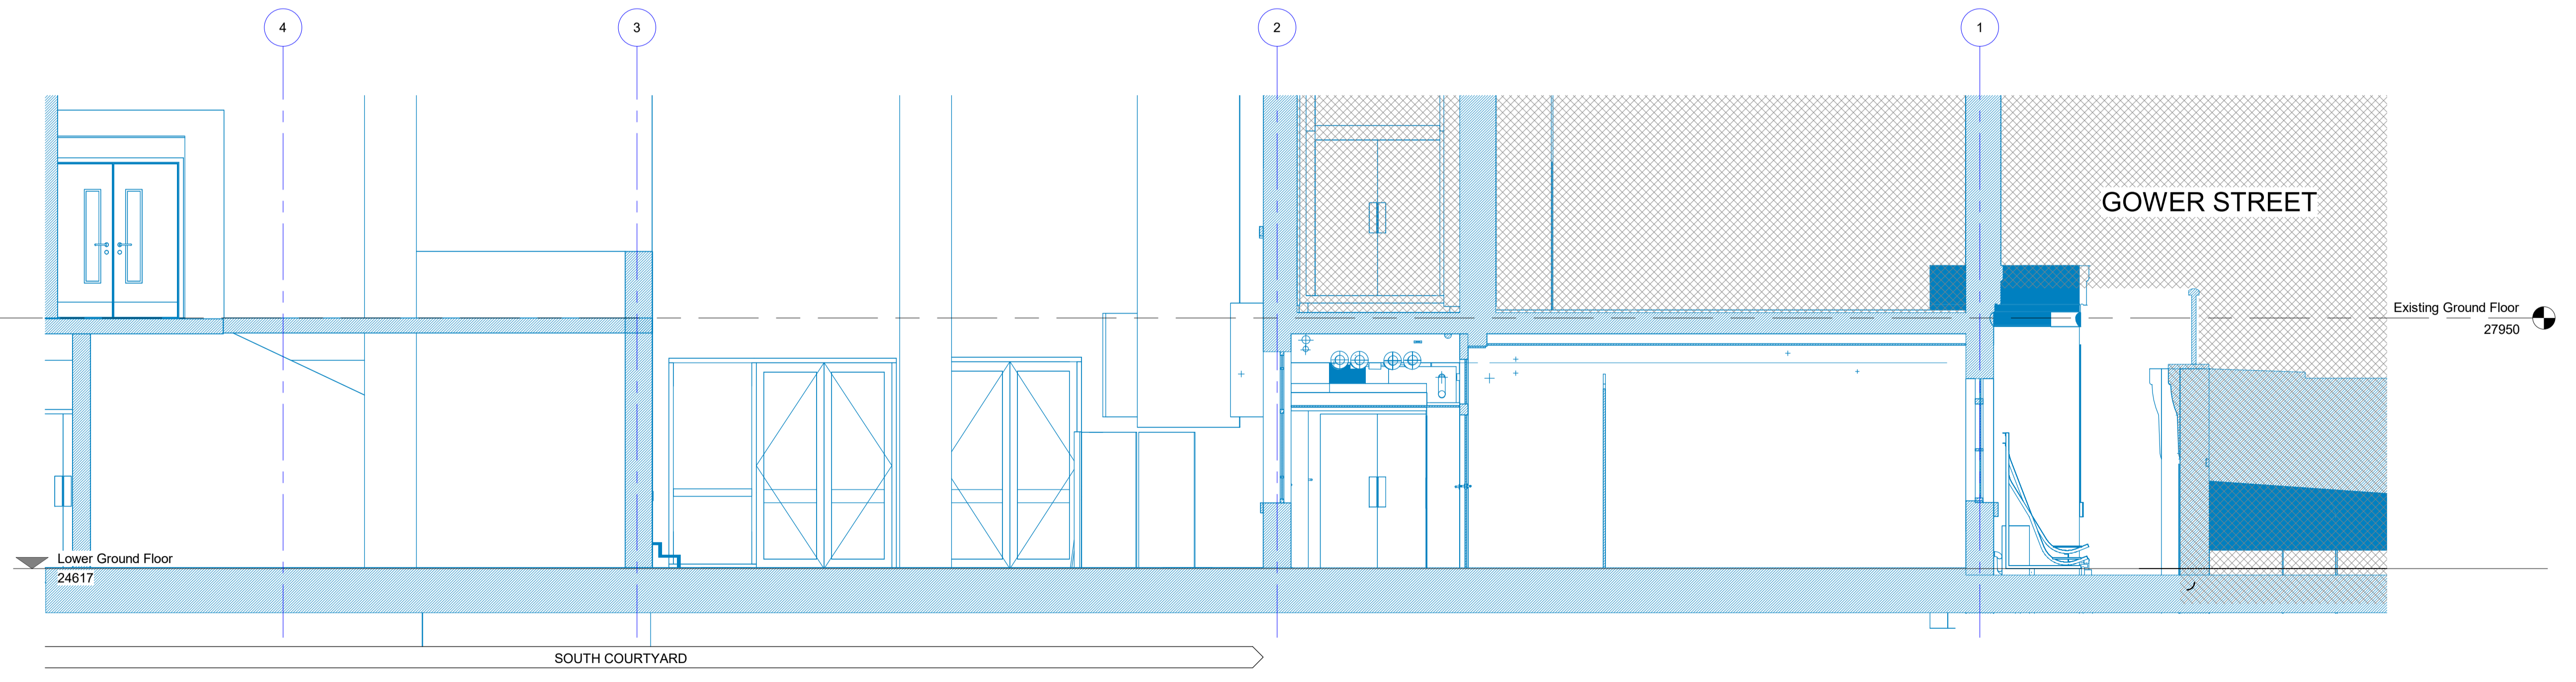 4
3
2
1
GOWER STREET
Existing Ground Floor
27950
Lower Ground Floor
24617
SOUTH COURTYARD